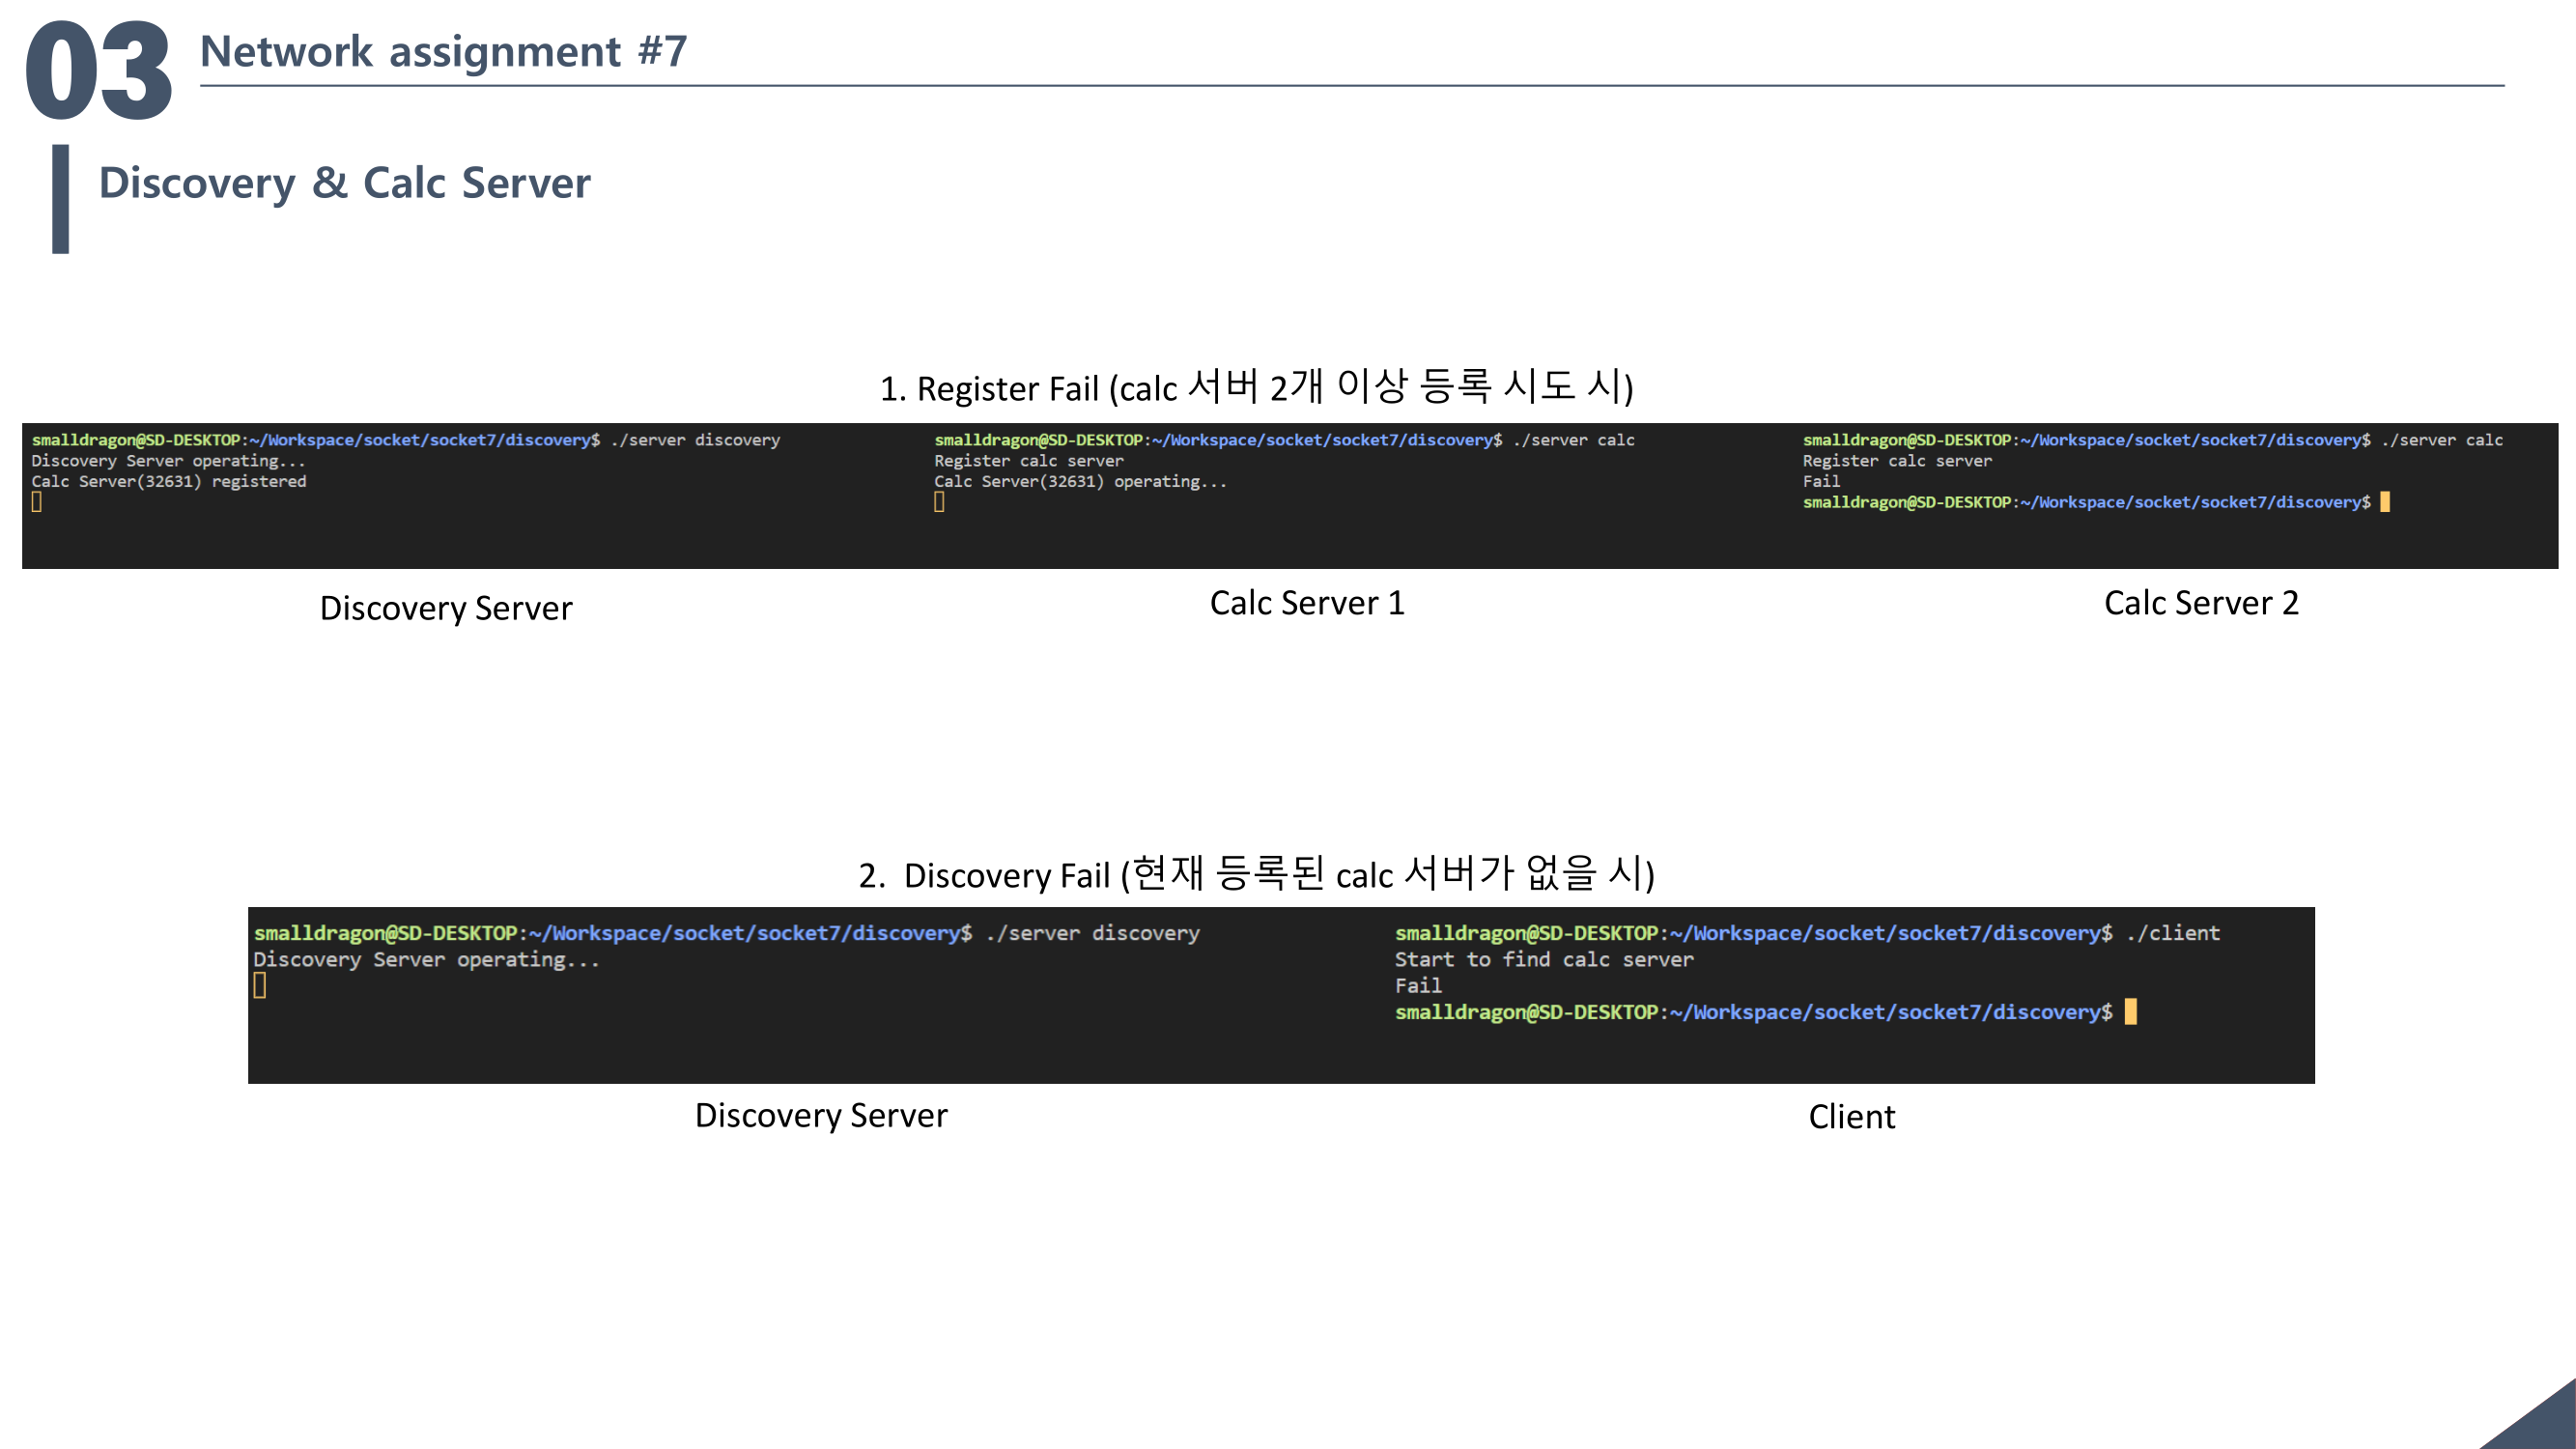 03
Network assignment #7
Discovery & Calc Server
1. Register Fail (calc 서버 2개 이상 등록 시도 시)
smalldragon@SD-DESKTOP:~/Workspace/socket/socket7/discovery$ ./server discovery
Discovery Server operating...
Calc Server(32631) registered
smalldragon@SD-DESKTOP:~/Workspace/socket/socket7/discovery$ ./server calc
Register calc server
Calc Server(32631) operating...
smalldragon@SD-DESKTOP:~/Workspace/socket/socket7/discovery$ ./server calc
Register calc server
Fail
smalldragon@SD-DESKTOP:~/Workspace/socket/socket7/discovery$
Discovery Server
Calc Server 1
Calc Server 2
2. Discovery Fail (현재 등록된 calc 서버가 없을 시)
smalldragon@SD-DESKTOP:~/Workspace/socket/socket7/discovery$ ./server discovery
Discovery Server operating...
smalldragon@SD-DESKTOP:~/Workspace/socket/socket7/discovery$ ./client
Start to find calc server
Fail
smalldragon@SD-DESKTOP:~/Workspace/socket/socket7/discovery$
Discovery Server
Client